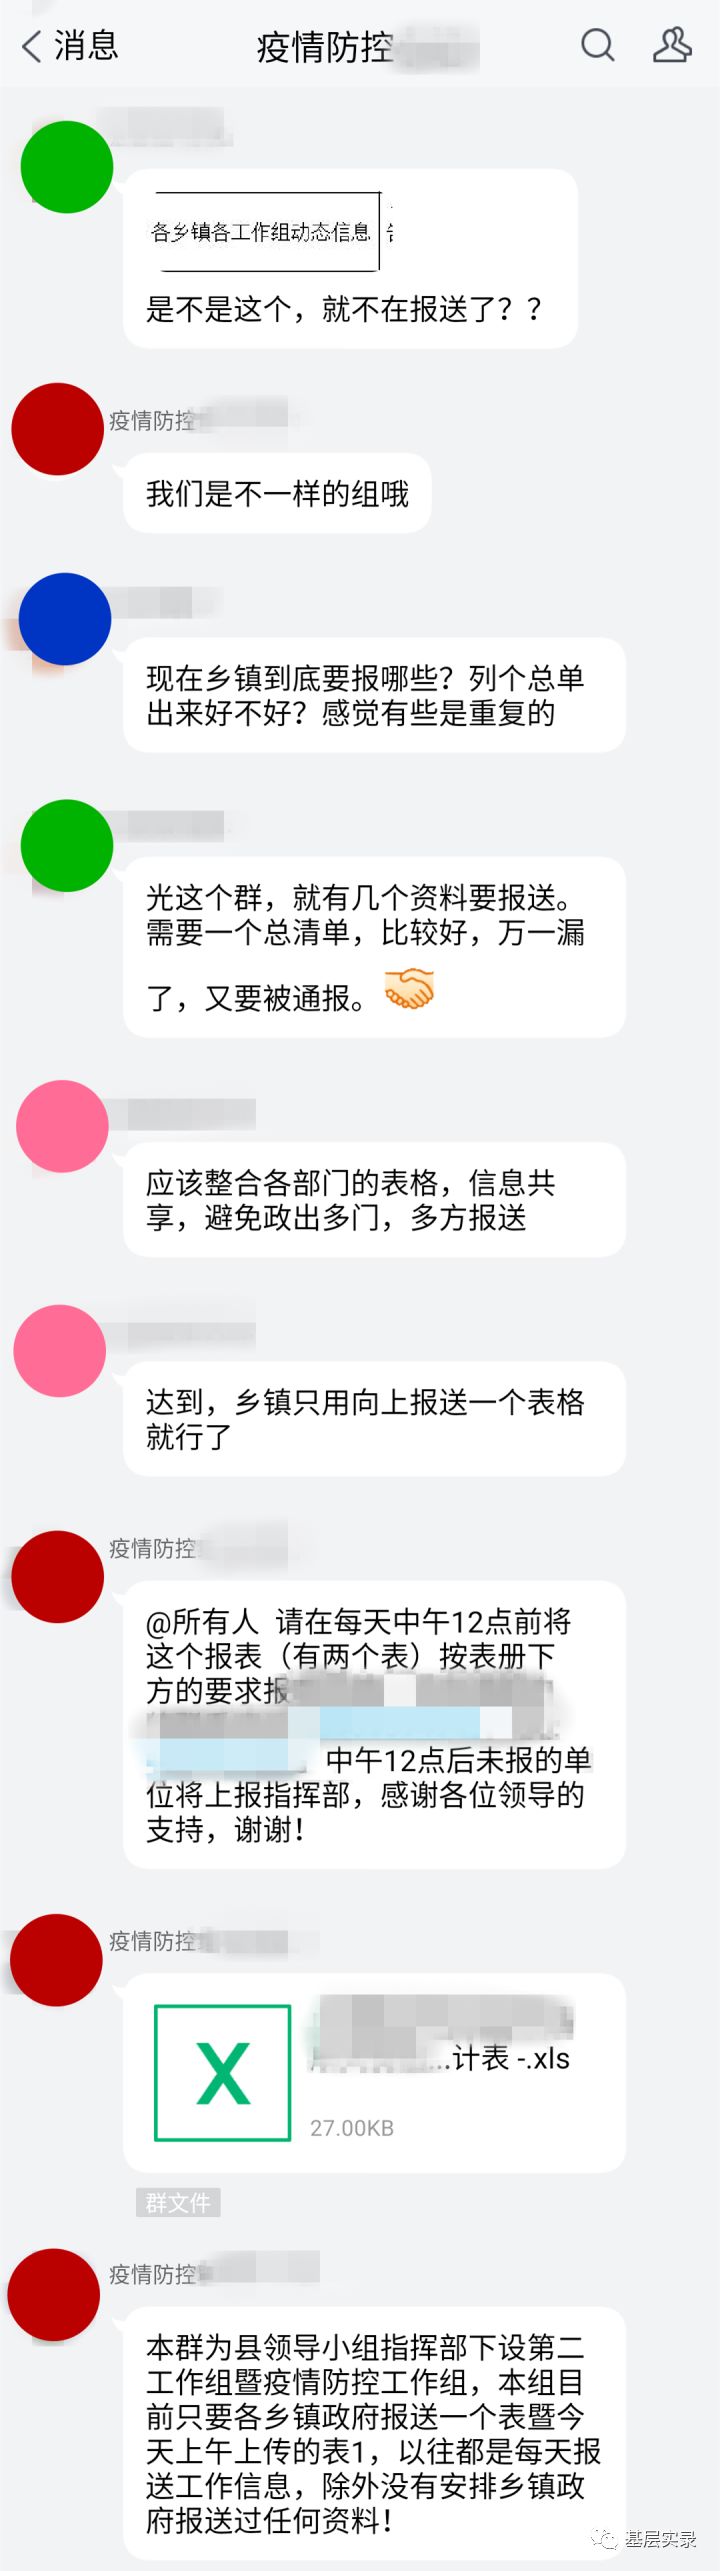 消息
疫情防控
各乡镇各工作组动态信息
是不是这个，就不在报送了？？
疫情防控
我们是不一样的组哦
现在乡镇到底要报哪些？列个总单
出来好不好？感觉有些是重复的
光这个群，就有几个资料要报送。
需要一个总清单，比较好，万一漏
了，又要被通报。
应该整合各部门的表格，信息共
享，避免政出多门，多方报送
达到，乡镇只用向上报送一个表格
就行了
疫情防控
@所有人 请在每天中午12点前将
这个报表（有两个表）按表册下
方的要求报
中午12点后未报的单
位将上报指挥部，感谢各位领导的
支持，谢谢！
疫情防控
...计表 -.xls
27.00KB
群文件
疫情防控
本群为县领导小组指挥部下设第二
工作组暨疫情防控工作组，本组目
前只要各乡镇政府报送一个表暨今
天上午上传的表1，以往都是每天报
送工作信息，除外没有安排乡镇政
府报送过任何资料！
基层实录